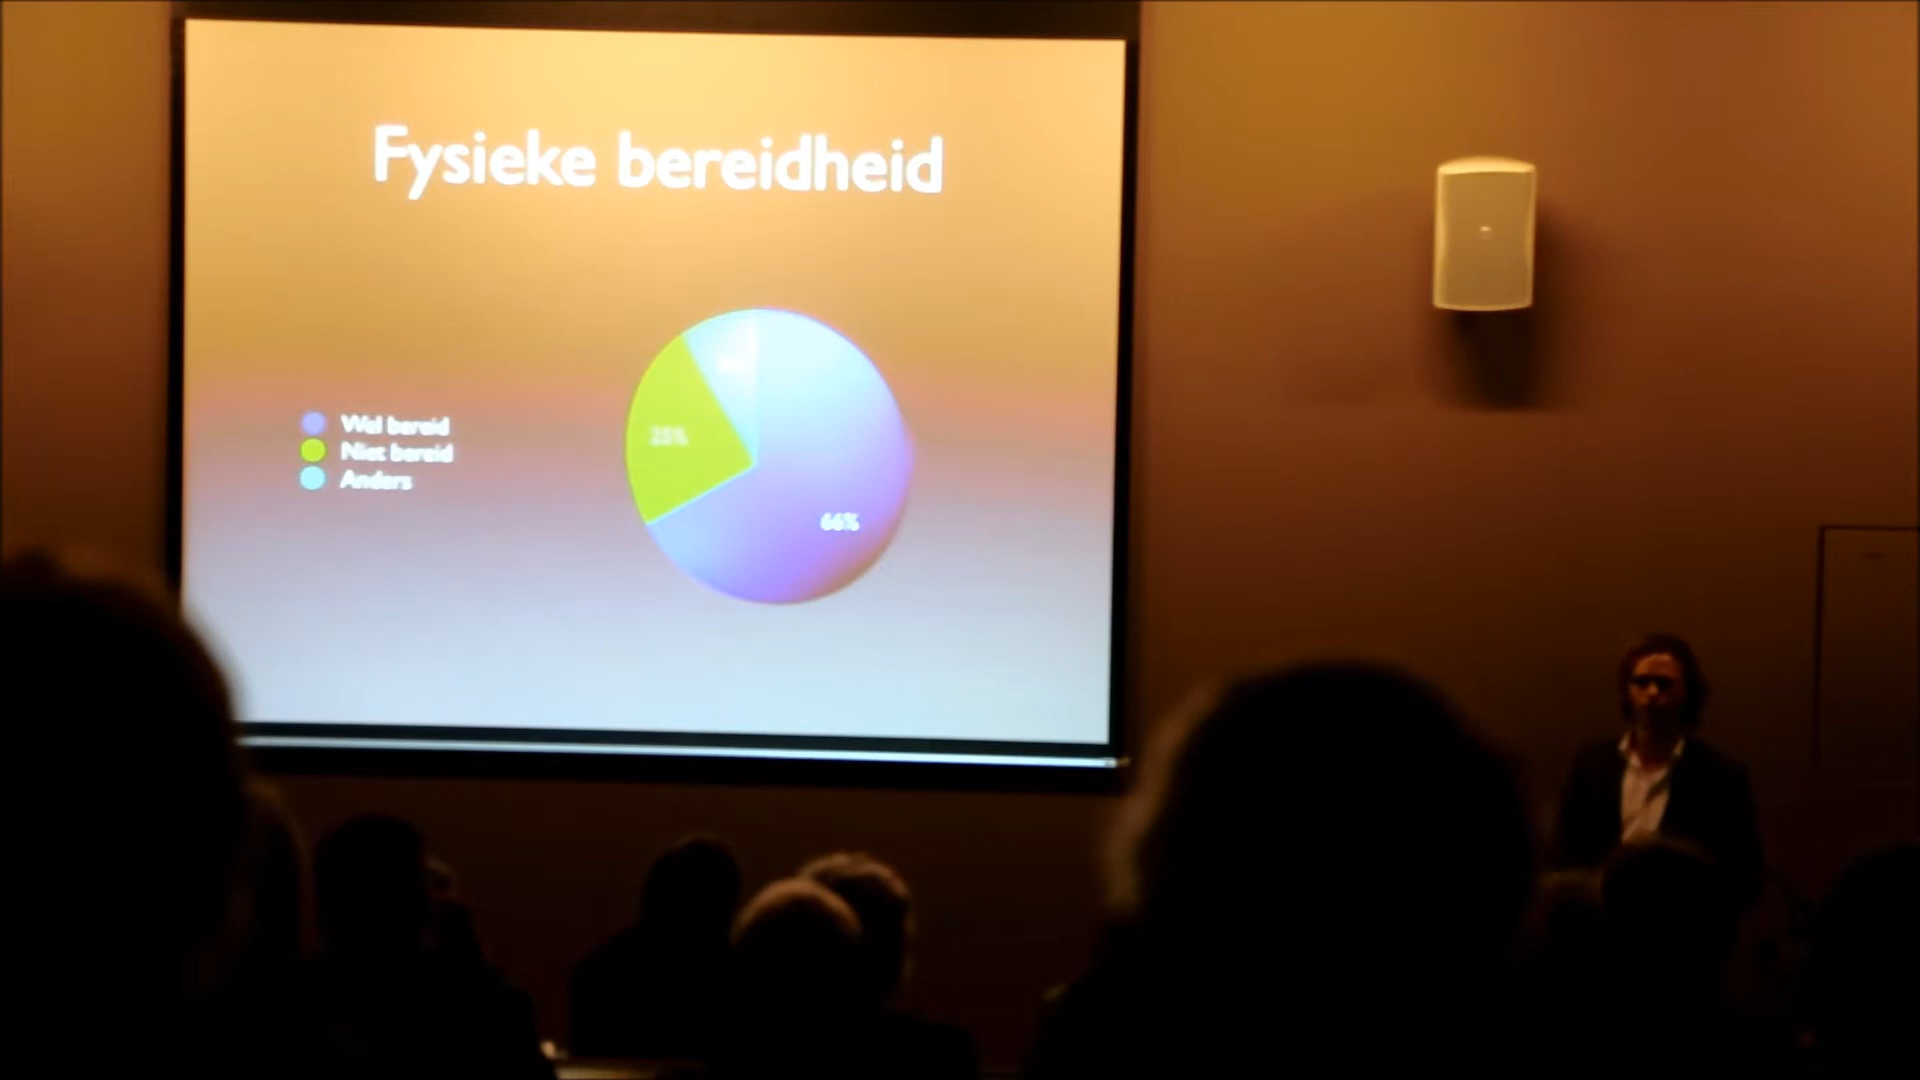 Fysieke bereidheid
Wel bereid
Niet bereid
Anders
66%